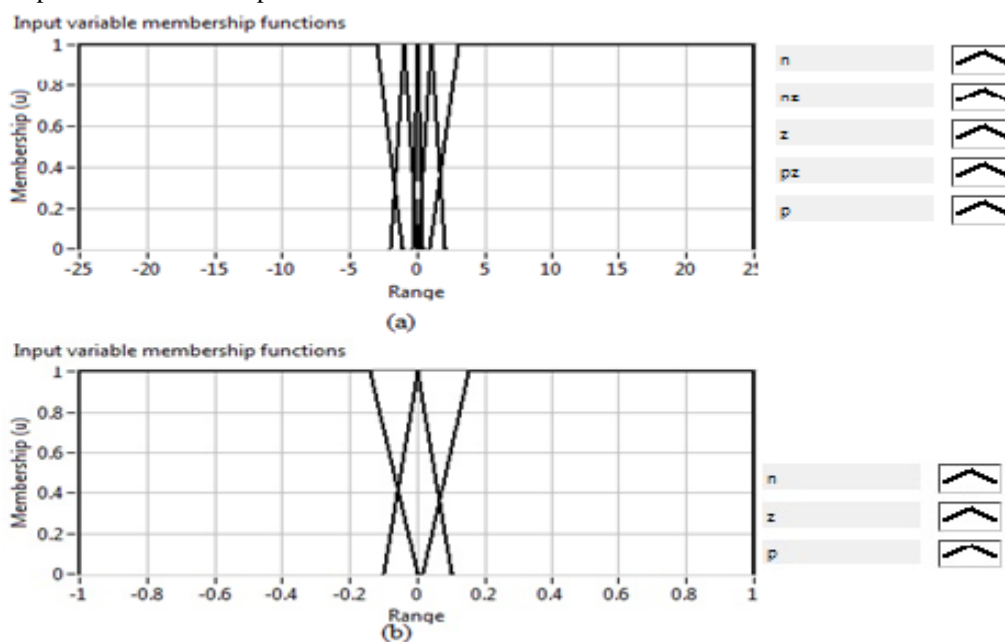 Input variable membership functions
Membership (u)
1
0.8
0.6
0.4
0.2
0
-25 -20 -15 -10 -5 0 5 10 15 20 25
Range
(a)
n
nz
z
pz
p
Input variable membership functions
Membership (u)
1
0.8
0.6
0.4
0.2
0
-1 -0.8 -0.6 -0.4 -0.2 0 0.2 0.4 0.6 0.8 1
Range
(b)
n
z
p